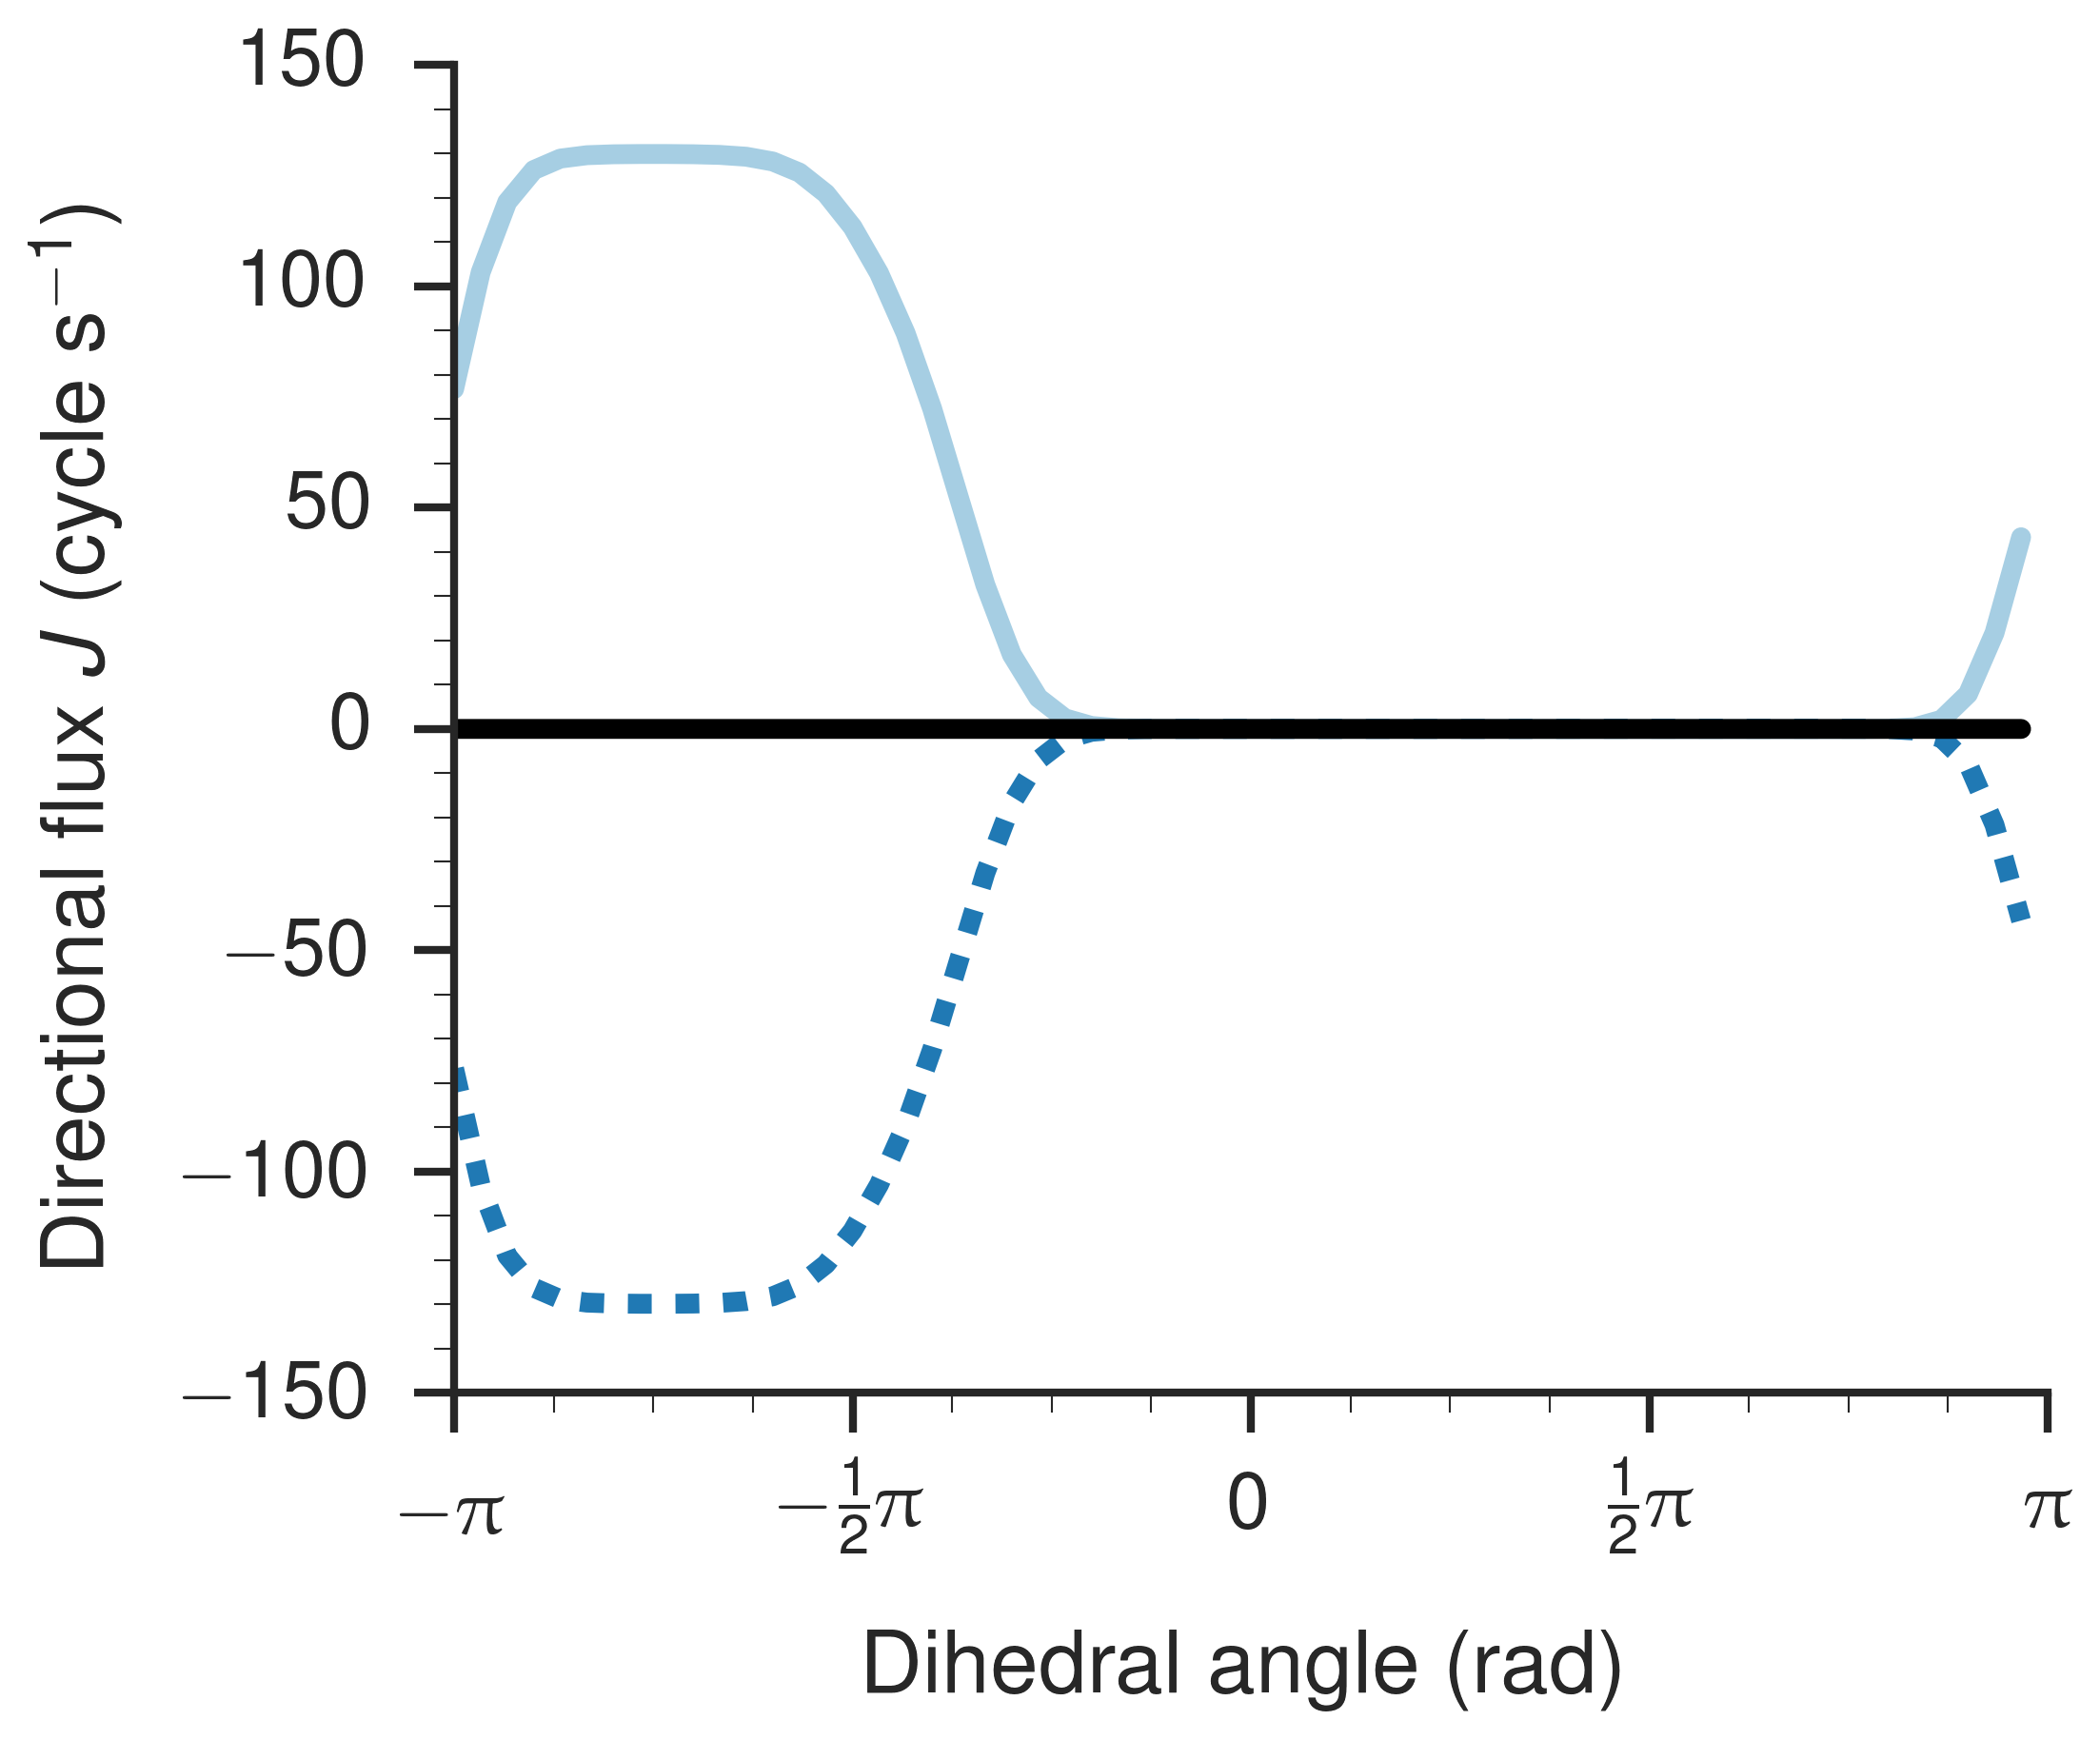 Directional flux J (cycle s⁻¹)
150
100
50
0
−50
−100
−150
−π
−½π
0
½π
π
Dihedral angle (rad)